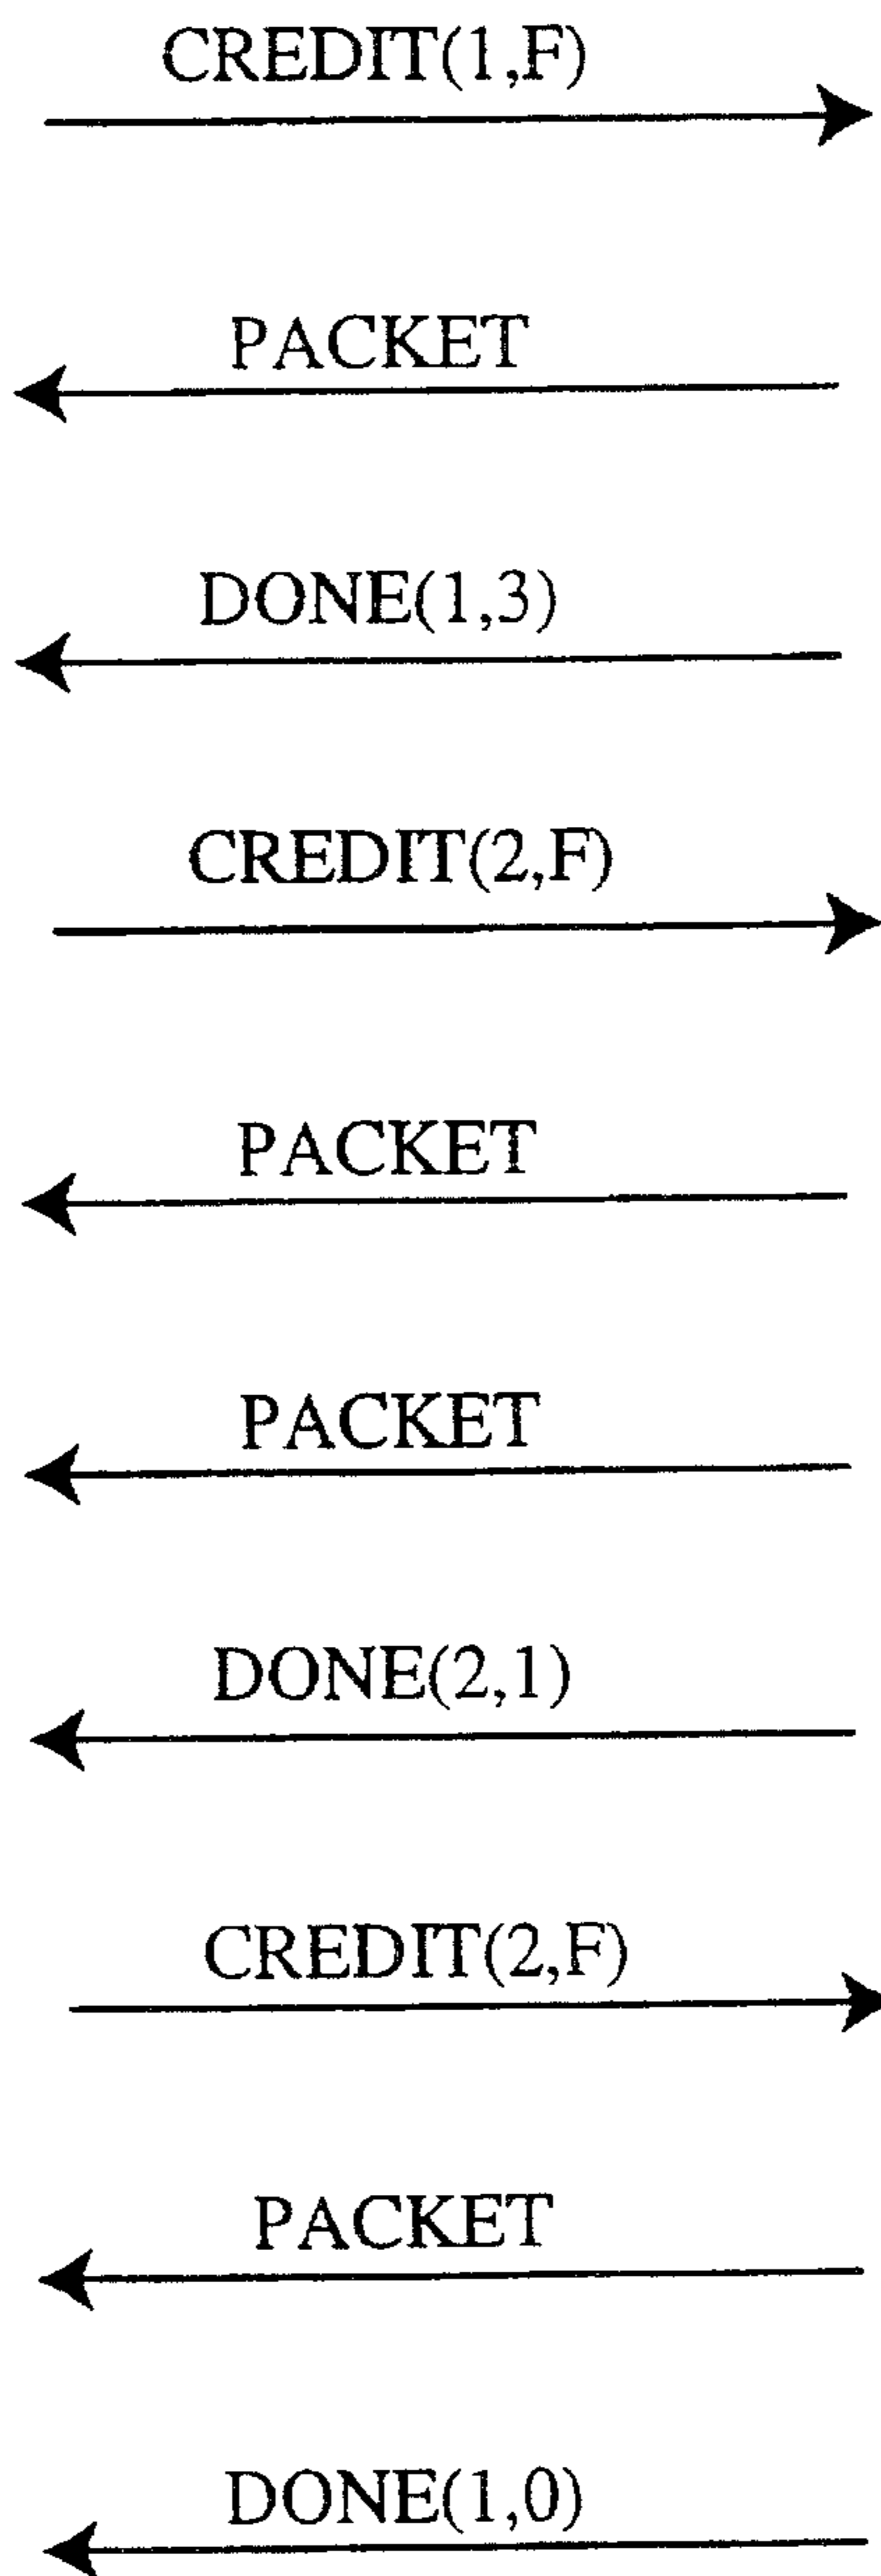 CREDIT(1,F)
PACKET
DONE(1,3)
CREDIT(2,F)
PACKET
PACKET
DONE(2,1)
CREDIT(2,F)
PACKET
DONE(1,0)